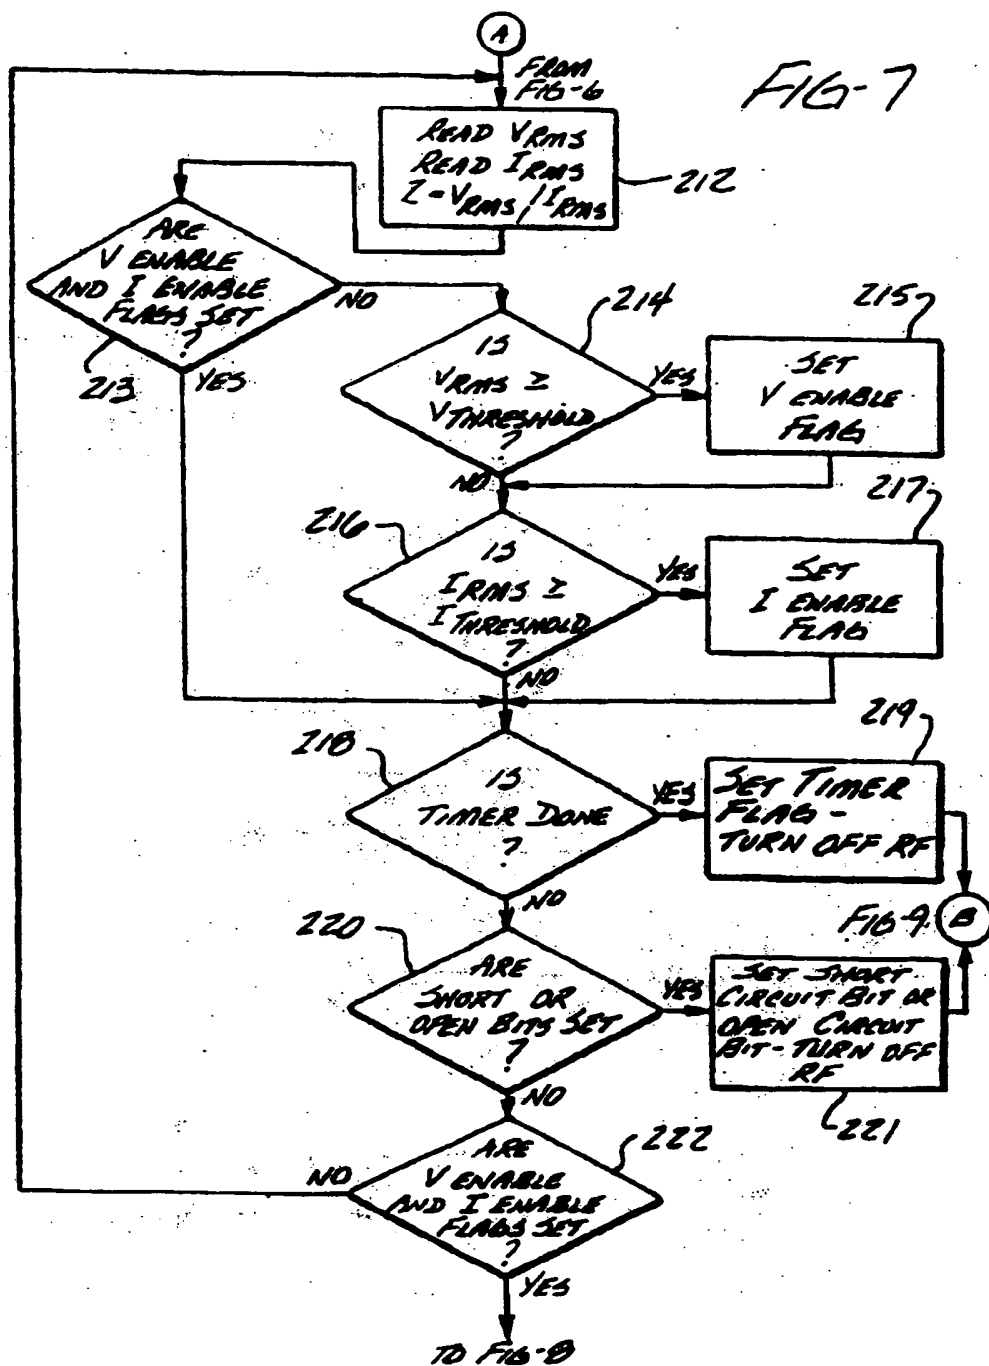 A
FROM
FIG-6
FIG-7
READ VRMS
READ IRMS
Z=VRMS/IRMS
212
ARE
V ENABLE
AND I ENABLE
FLAGS SET
?
213
NO
YES
214
IS
VRMS ≥
VTHRESHOLD
?
YES
NO
215
SET
V ENABLE
FLAG
216
IS
IRMS ≥
ITHRESHOLD
?
YES
NO
217
SET
I ENABLE
FLAG
218
IS
TIMER DONE
?
YES
NO
219
SET TIMER
FLAG -
TURN OFF RF
FIG-9
B
220
ARE
SHORT OR
OPEN BITS SET
?
YES
NO
SET SHORT
CIRCUIT BIT OR
OPEN CIRCUIT
BIT-TURN OFF
RF
221
222
ARE
V ENABLE
AND I ENABLE
FLAGS SET
?
NO
YES
TO FIG-8